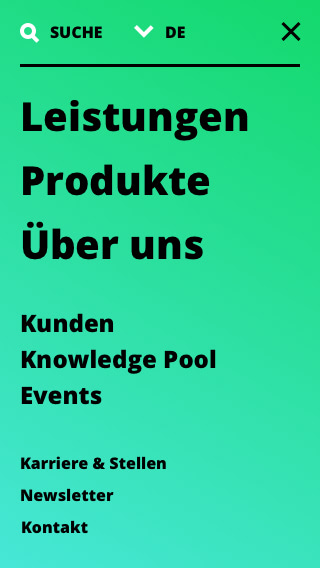 SUCHE DE
Leistungen
Produkte
Über uns
Kunden
Knowledge Pool
Events
Karriere & Stellen
Newsletter
Kontakt